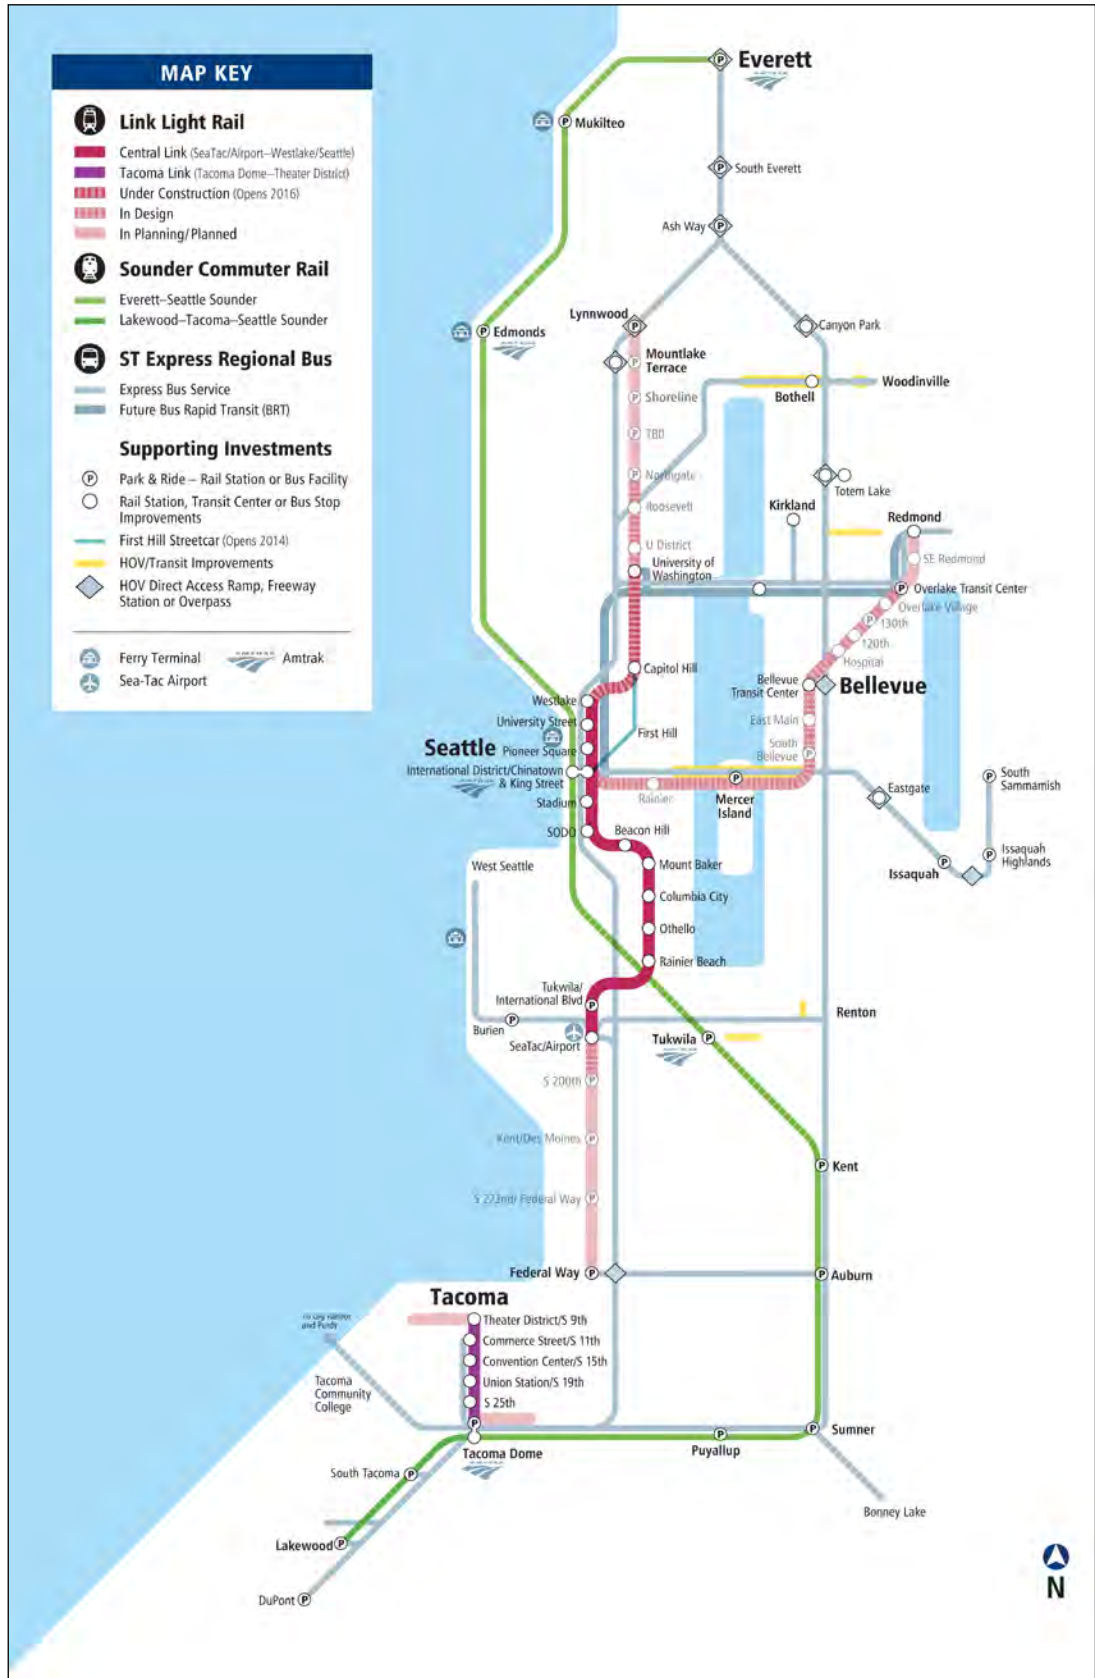 MAP KEY
Link Light Rail
Central Link (SeaTac/Airport–Westlake/Seattle)
Tacoma Link (Tacoma Dome–Theater District)
Under Construction (Opens 2016)
In Design
In Planning/Planned
Sounder Commuter Rail
Everett–Seattle Sounder
Lakewood–Tacoma–Seattle Sounder
ST Express Regional Bus
Express Bus Service
Future Bus Rapid Transit (BRT)
Supporting Investments
P Park & Ride – Rail Station or Bus Facility
Rail Station, Transit Center or Bus Stop
Improvements
First Hill Streetcar (Opens 2014)
HOV/Transit Improvements
HOV Direct Access Ramp, Freeway
Station or Overpass
Ferry Terminal
AMTRAK Amtrak
Sea-Tac Airport
Everett
Mukilteo
South Everett
Ash Way
Lynnwood
Canyon Park
Edmonds
Mountlake
Terrace
Shoreline
TBD
Northgate
Roosevelt
U District
University of
Washington
Bothell
Woodinville
Totem Lake
Kirkland
Redmond
SE Redmond
Overlake Transit Center
Overlake Village
130th
120th
Hospital
Bellevue
Transit Center
Bellevue
East Main
South
Bellevue
Capitol Hill
Westlake
University Street
First Hill
Seattle
Pioneer Square
International District/Chinatown
& King Street
Stadium
SODO
Rainier
Mercer
Island
Eastgate
South
Sammamish
Issaquah
Highlands
Issaquah
Beacon Hill
West Seattle
Mount Baker
Columbia City
Othello
Rainier Beach
Tukwila/
International Blvd
Burien
SeaTac/Airport
Tukwila
Renton
S 200th
Kent/Des Moines
Kent
S 272nd/ Federal Way
Federal Way
Auburn
Tacoma
Theater District/S 9th
Commerce Street/S 11th
Convention Center/S 15th
Union Station/S 19th
S 25th
and Purdy
Tacoma
Community
College
Tacoma Dome
Puyallup
Sumner
South Tacoma
Bonney Lake
Lakewood
DuPont
N